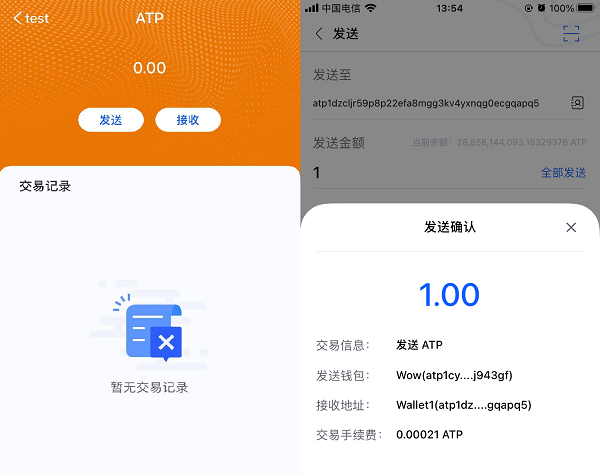 test
ATP
0.00
发送
接收
交易记录
暂无交易记录
中国电信
13:54
100%
发送
发送至
atp1dzcljr59p8p22efa8mgg3kv4yxnqg0ecgqapq5
发送金额
当前余额: 28,858,144,093.18329376 ATP
1
全部发送
发送确认
1.00
交易信息: 发送 ATP
发送钱包: Wow(atp1cy....j943gf)
接收地址: Wallet1(atp1dz....gqapq5)
交易手续费: 0.00021 ATP